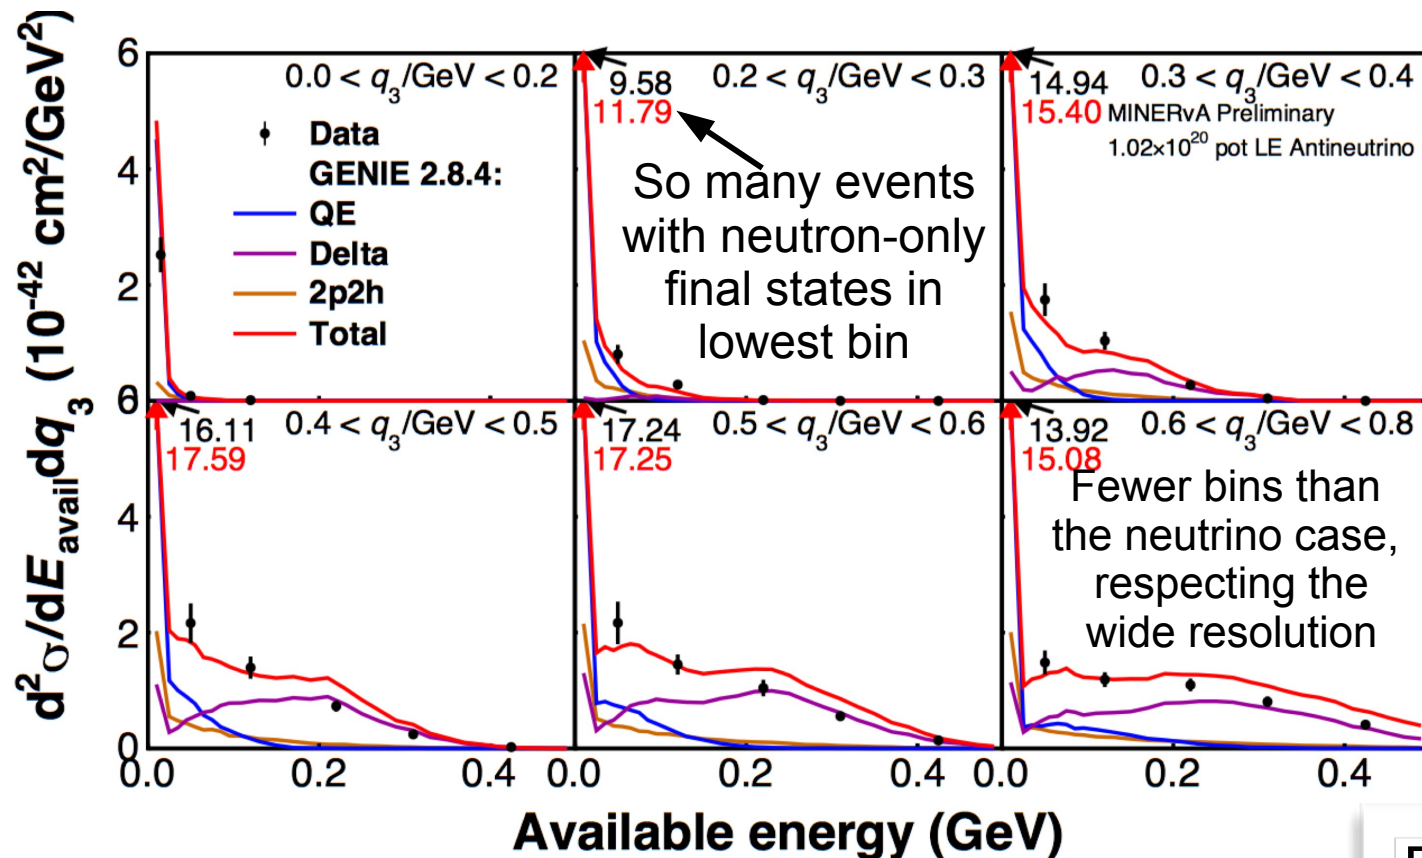 d²σ/dE_avail dq₃ (10⁻⁴² cm²/GeV²)
6
4
2
6
4
2
0
0.0 < q₃/GeV < 0.2
Data
GENIE 2.8.4:
QE
Delta
2p2h
Total
9.58
11.79
0.2 < q₃/GeV < 0.3
So many events
with neutron-only
final states in
lowest bin
14.94
15.40
0.3 < q₃/GeV < 0.4
MINERvA Preliminary
1.02×10²⁰ pot LE Antineutrino
16.11
17.59
0.4 < q₃/GeV < 0.5
17.24
17.25
0.5 < q₃/GeV < 0.6
13.92
15.08
0.6 < q₃/GeV < 0.8
Fewer bins than
the neutrino case,
respecting the
wide resolution
0.0 0.2 0.4 0.0 0.2 0.4 0.0 0.2 0.4
Available energy (GeV)